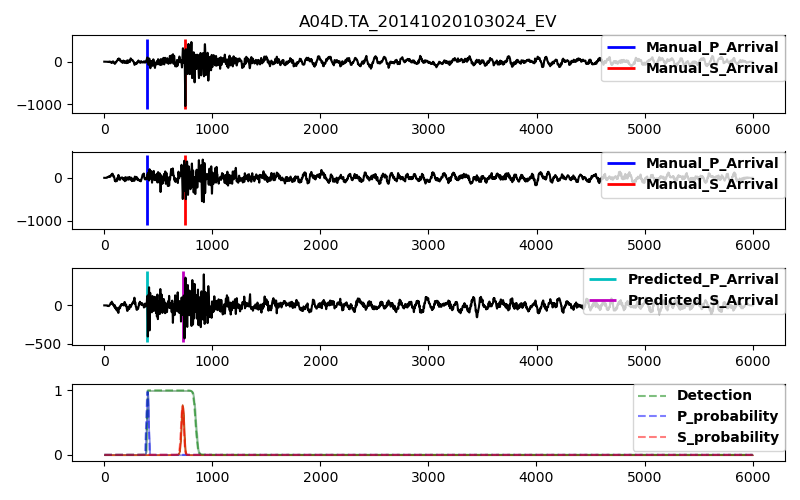 A04D.TA_20141020103024_EV
0
−1000
Manual_P_Arrival
Manual_S_Arrival
0 1000 2000 3000 4000 5000 6000
0
−1000
Manual_P_Arrival
Manual_S_Arrival
0 1000 2000 3000 4000 5000 6000
0
−500
Predicted_P_Arrival
Predicted_S_Arrival
0 1000 2000 3000 4000 5000 6000
1
0
Detection
P_probability
S_probability
0 1000 2000 3000 4000 5000 6000